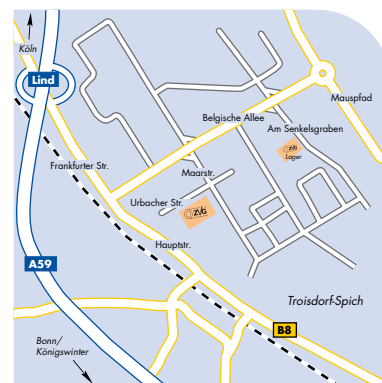 Köln
Lind
Mauspfad
Belgische Allee
Am Senkelsgraben
ZVG
Lager
Frankfurter Str.
Maarstr.
Urbacher Str.
ZVG
Hauptstr.
A59
Troisdorf-Spich
B8
Bonn/
Königswinter